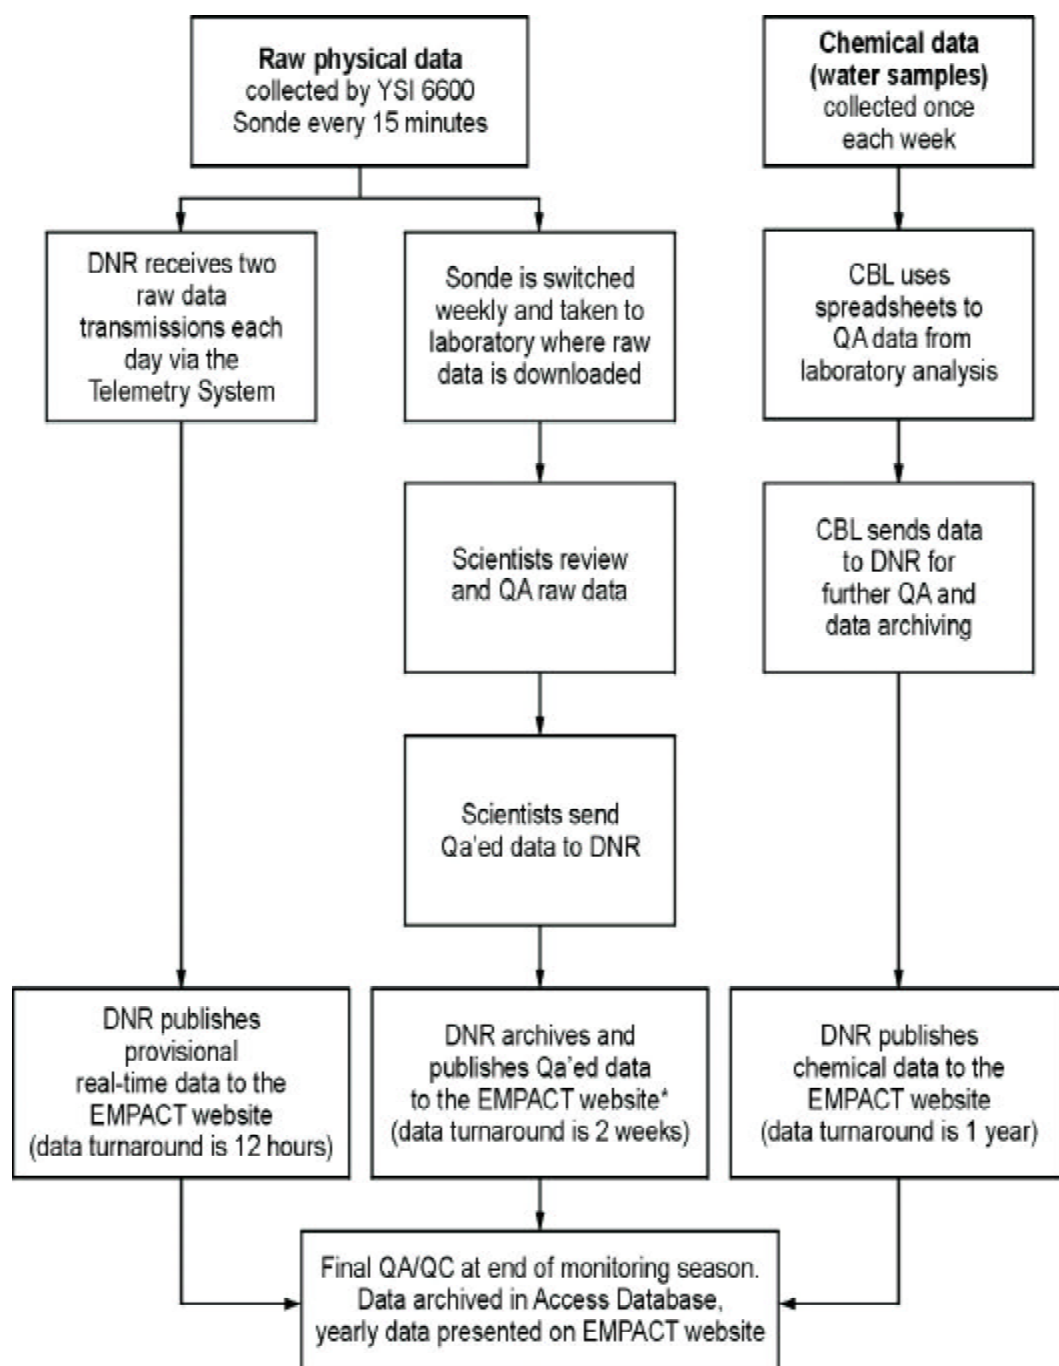 Raw physical data
collected by YSI 6600
Sonde every 15 minutes
Chemical data
(water samples)
collected once
each week
DNR receives two
raw data
transmissions each
day via the
Telemetry System
Sonde is switched
weekly and taken to
laboratory where raw
data is downloaded
CBL uses
spreadsheets to
QA data from
laboratory analysis
Scientists review
and QA raw data
CBL sends data
to DNR for
further QA and
data archiving
Scientists send
Qa'ed data to DNR
DNR publishes
provisional
real-time data to the
EMPACT website
(data turnaround is 12 hours)
DNR archives and
publishes Qa'ed data
to the EMPACT website*
(data turnaround is 2 weeks)
DNR publishes
chemical data to the
EMPACT website
(data turnaround is 1 year)
Final QA/QC at end of monitoring season.
Data archived in Access Database,
yearly data presented on EMPACT website